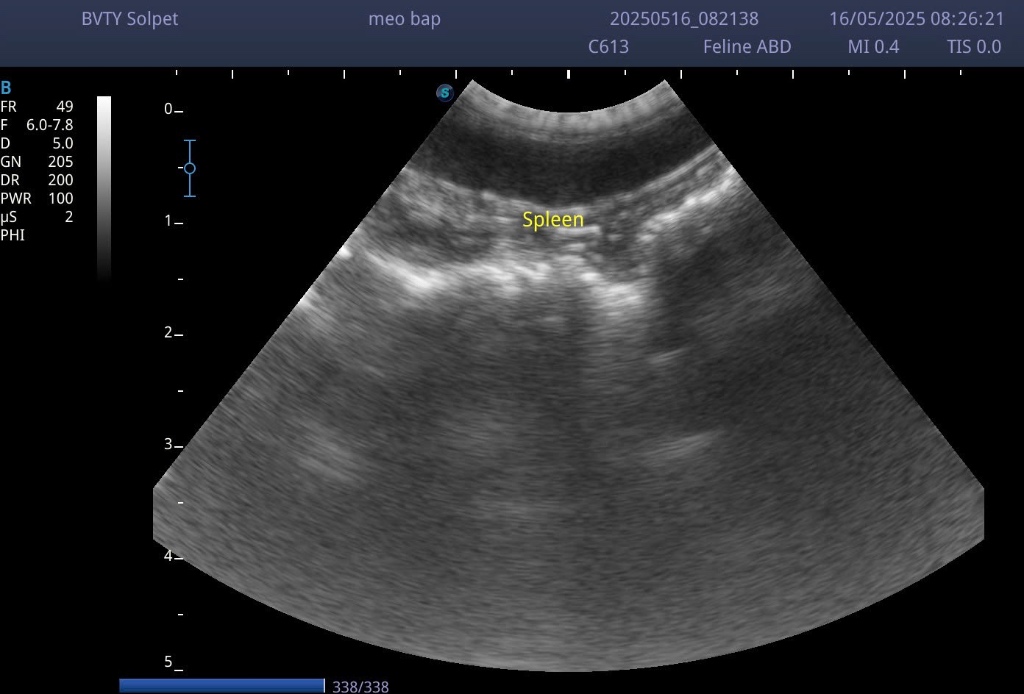 BVTY Solpet meo bap 20250516_082138 16/05/2025 08:26:21
C613 Feline ABD MI 0.4 TIS 0.0
B
FR 49
F 6.0-7.8
D 5.0
GN 205
DR 200
PWR 100
µS 2
PHI
S
0
1
Spleen
2
3
4
5
338/338